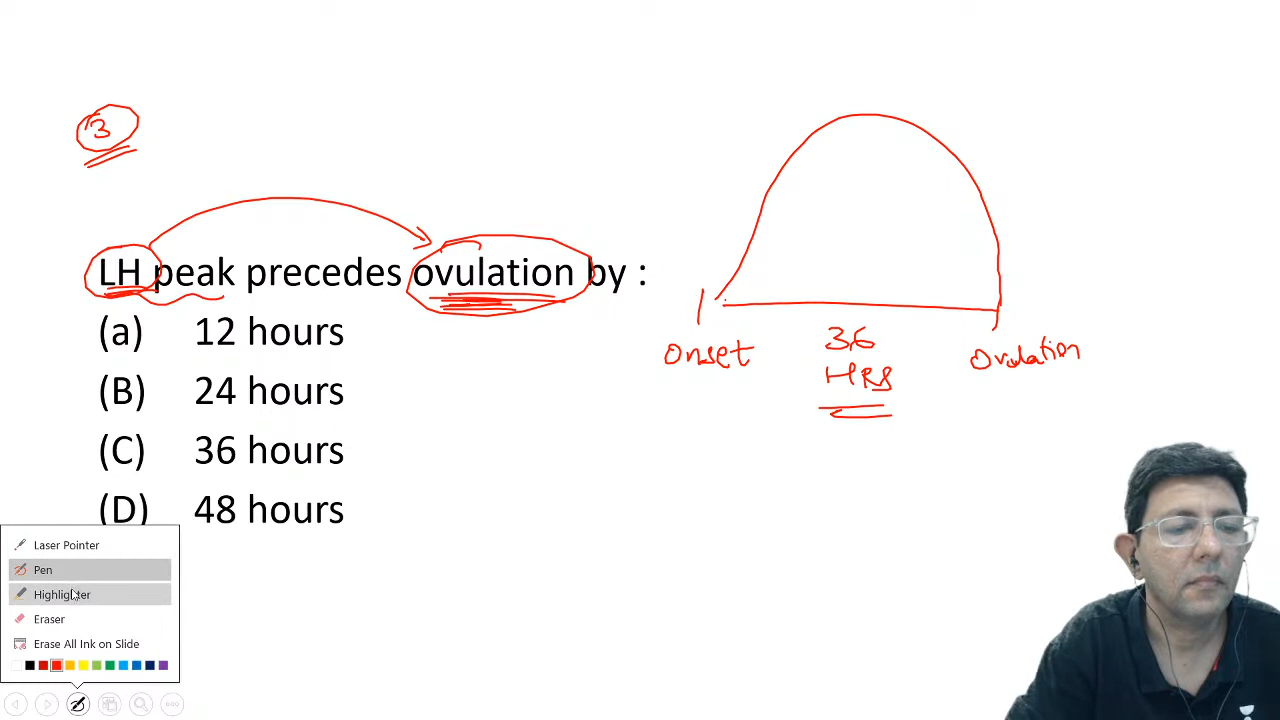 3
LH peak precedes ovulation by :
(a) 12 hours
(B) 24 hours
(C) 36 hours
(D) 48 hours
Onset
36
HRS
Ovulation
Laser Pointer
Pen
Highlighter
Eraser
Erase All Ink on Slide